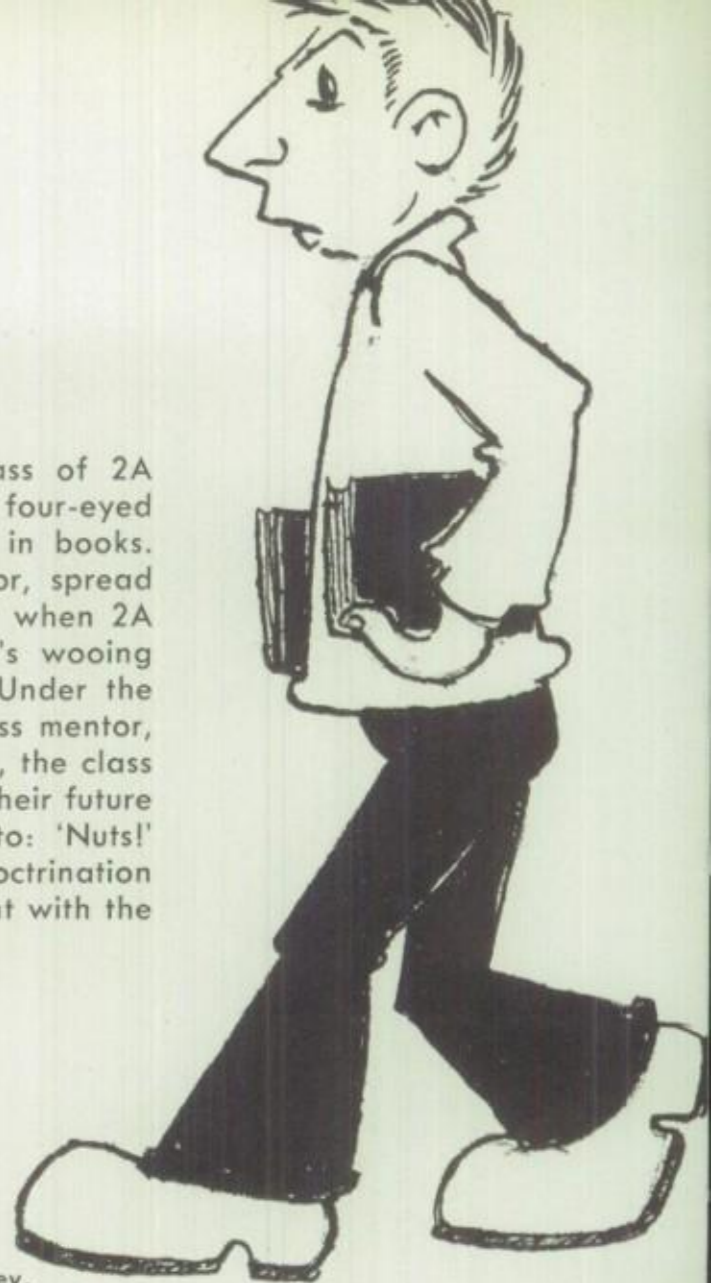 ass of 2A
four-eyed
in books.
or, spread
when 2A
's wooing
Under the
ss mentor,
, the class
heir future
to: 'Nuts!'
octrination
t with the
ey